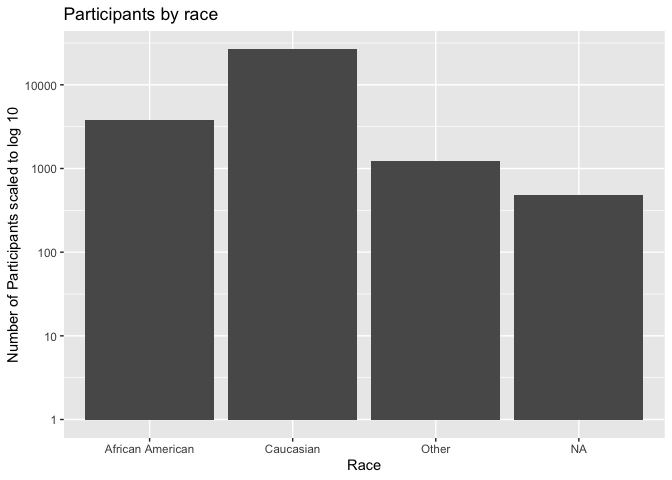 Participants by race
Number of Participants scaled to log 10
10000
1000
100
10
1
African American
Caucasian
Other
NA
Race